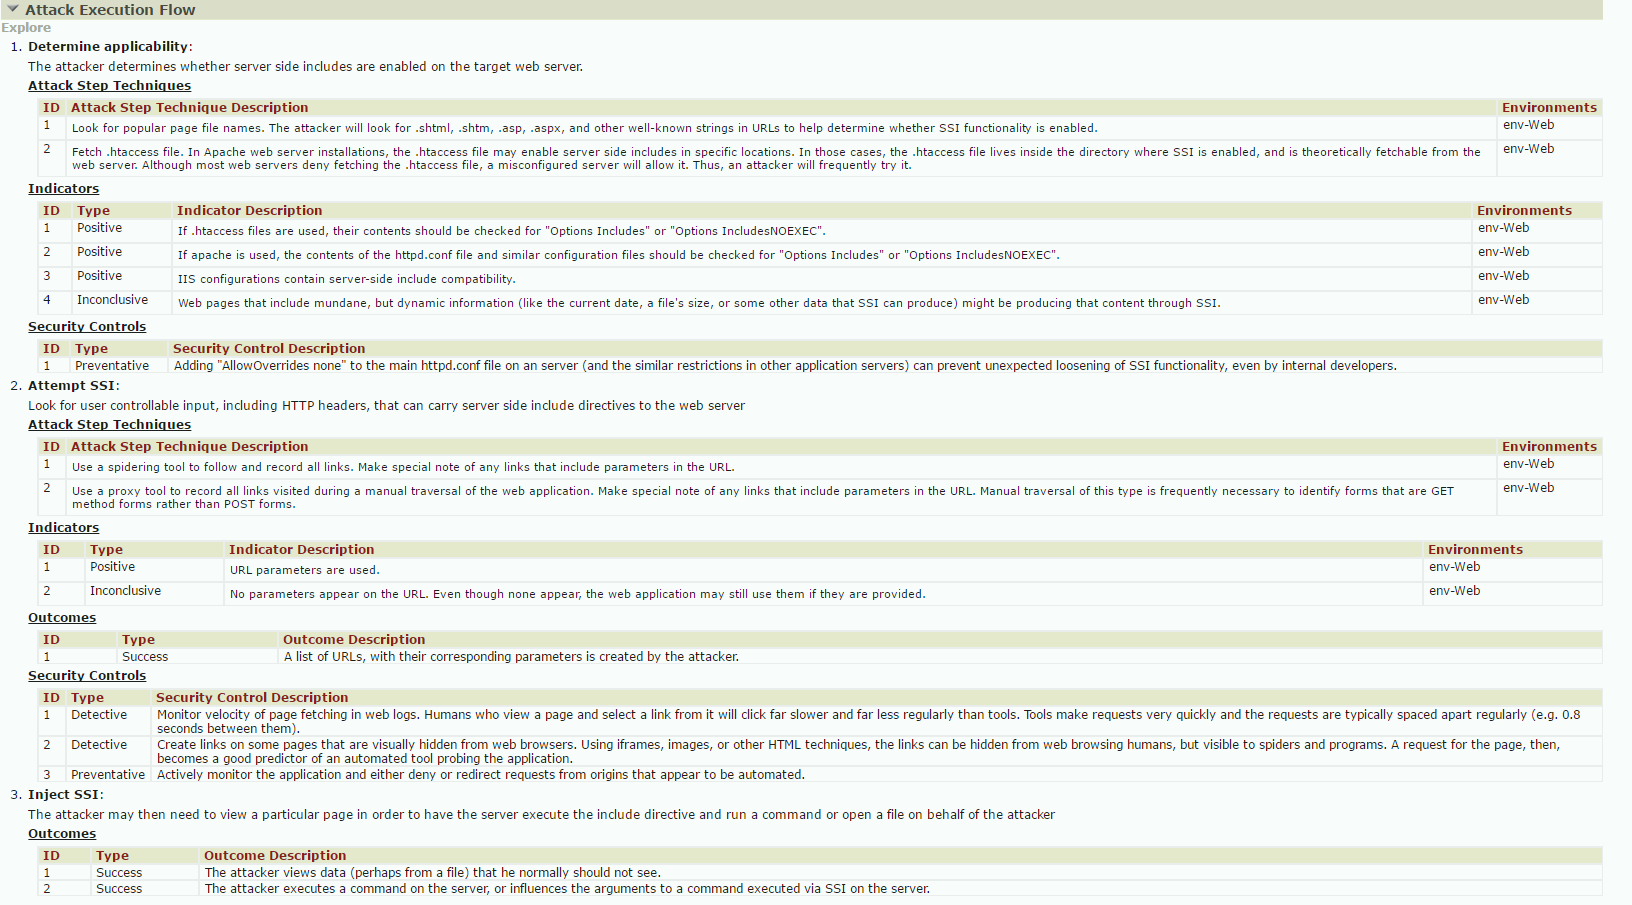 Attack Execution Flow
Explore
1. Determine applicability:
The attacker determines whether server side includes are enabled on the target web server.
Attack Step Techniques
ID Attack Step Technique Description Environments
1 Look for popular page file names. The attacker will look for .shtml, .shtm, .asp, .aspx, and other well-known strings in URLs to help determine whether SSI functionality is enabled. env-Web
2 Fetch .htaccess file. In Apache web server installations, the .htaccess file may enable server side includes in specific locations. In those cases, the .htaccess file lives inside the directory where SSI is enabled, and is theoretically fetchable from the env-Web
web server. Although most web servers deny fetching the .htaccess file, a misconfigured server will allow it. Thus, an attacker will frequently try it.
Indicators
ID Type Indicator Description Environments
1 Positive If .htaccess files are used, their contents should be checked for "Options Includes" or "Options IncludesNOEXEC". env-Web
2 Positive If apache is used, the contents of the httpd.conf file and similar configuration files should be checked for "Options Includes" or "Options IncludesNOEXEC". env-Web
3 Positive IIS configurations contain server-side include compatibility. env-Web
4 Inconclusive Web pages that include mundane, but dynamic information (like the current date, a file's size, or some other data that SSI can produce) might be producing that content through SSI. env-Web
Security Controls
ID Type Security Control Description
1 Preventative Adding "AllowOverrides none" to the main httpd.conf file on an server (and the similar restrictions in other application servers) can prevent unexpected loosening of SSI functionality, even by internal developers.
2. Attempt SSI:
Look for user controllable input, including HTTP headers, that can carry server side include directives to the web server
Attack Step Techniques
ID Attack Step Technique Description Environments
1 Use a spidering tool to follow and record all links. Make special note of any links that include parameters in the URL. env-Web
2 Use a proxy tool to record all links visited during a manual traversal of the web application. Make special note of any links that include parameters in the URL. Manual traversal of this type is frequently necessary to identify forms that are GET env-Web
method forms rather than POST forms.
Indicators
ID Type Indicator Description Environments
1 Positive URL parameters are used. env-Web
2 Inconclusive No parameters appear on the URL. Even though none appear, the web application may still use them if they are provided. env-Web
Outcomes
ID Type Outcome Description
1 Success A list of URLs, with their corresponding parameters is created by the attacker.
Security Controls
ID Type Security Control Description
1 Detective Monitor velocity of page fetching in web logs. Humans who view a page and select a link from it will click far slower and far less regularly than tools. Tools make requests very quickly and the requests are typically spaced apart regularly (e.g. 0.8
seconds between them).
2 Detective Create links on some pages that are visually hidden from web browsers. Using iframes, images, or other HTML techniques, the links can be hidden from web browsing humans, but visible to spiders and programs. A request for the page, then,
becomes a good predictor of an automated tool probing the application.
3 Preventative Actively monitor the application and either deny or redirect requests from origins that appear to be automated.
3. Inject SSI:
The attacker may then need to view a particular page in order to have the server execute the include directive and run a command or open a file on behalf of the attacker
Outcomes
ID Type Outcome Description
1 Success The attacker views data (perhaps from a file) that he normally should not see.
2 Success The attacker executes a command on the server, or influences the arguments to a command executed via SSI on the server.